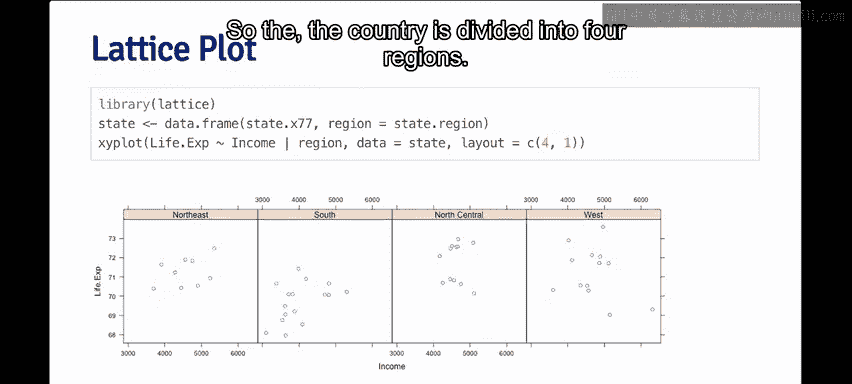 So the, the country is divided into four
regions.
Lattice Plot
library(lattice)
state <- data.frame(state.x77, region = state.region)
xyplot(Life.Exp ~ Income | region, data = state, layout = c(4, 1))
3000 4000 5000 6000 3000 4000 5000 6000
Northeast South North Central West
73
72
71
70
69
68
Life.Exp
3000 4000 5000 6000 3000 4000 5000 6000
Income